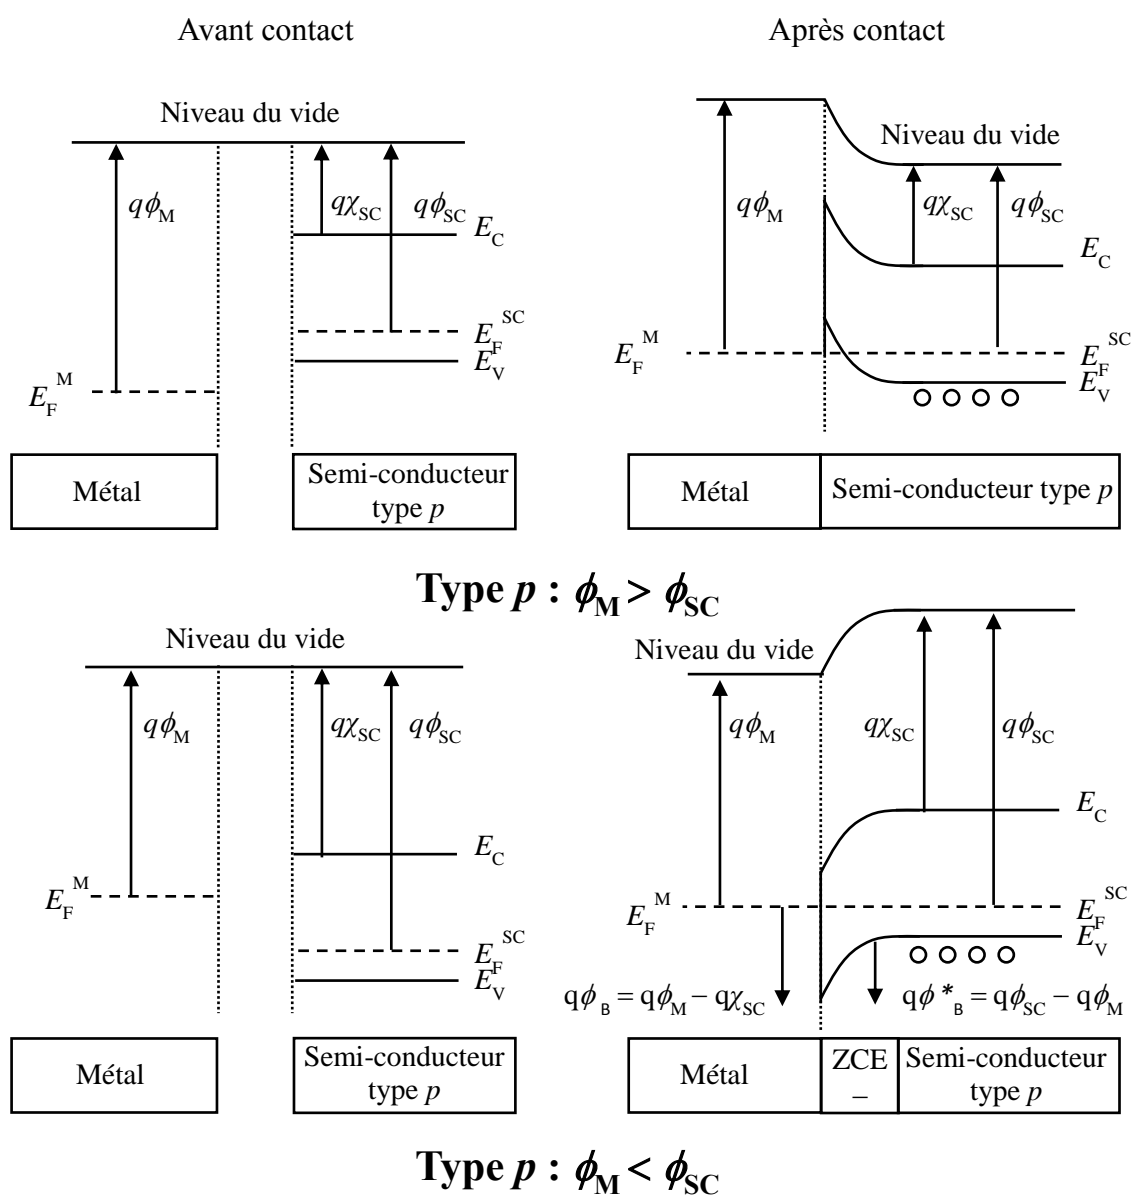 Avant contact
Après contact
Niveau du vide
qϕM
qχSC
qϕSC
EC
EF SC
EV
EF M
Métal
Semi-conducteur
type p
Niveau du vide
qϕM
qχSC
qϕSC
EC
EF M
EF SC
EV
Métal
Semi-conducteur type p
Type p : ϕM > ϕSC
Niveau du vide
qϕM
qχSC
qϕSC
EC
EF M
EF SC
EV
Métal
Semi-conducteur
type p
Niveau du vide
qϕM
qχSC
qϕSC
EC
EF M
EF SC
EV
qϕB = qϕM − qχSC
qϕ*B = qϕSC − qϕM
Métal
ZCE
–
Semi-conducteur
type p
Type p : ϕM < ϕSC